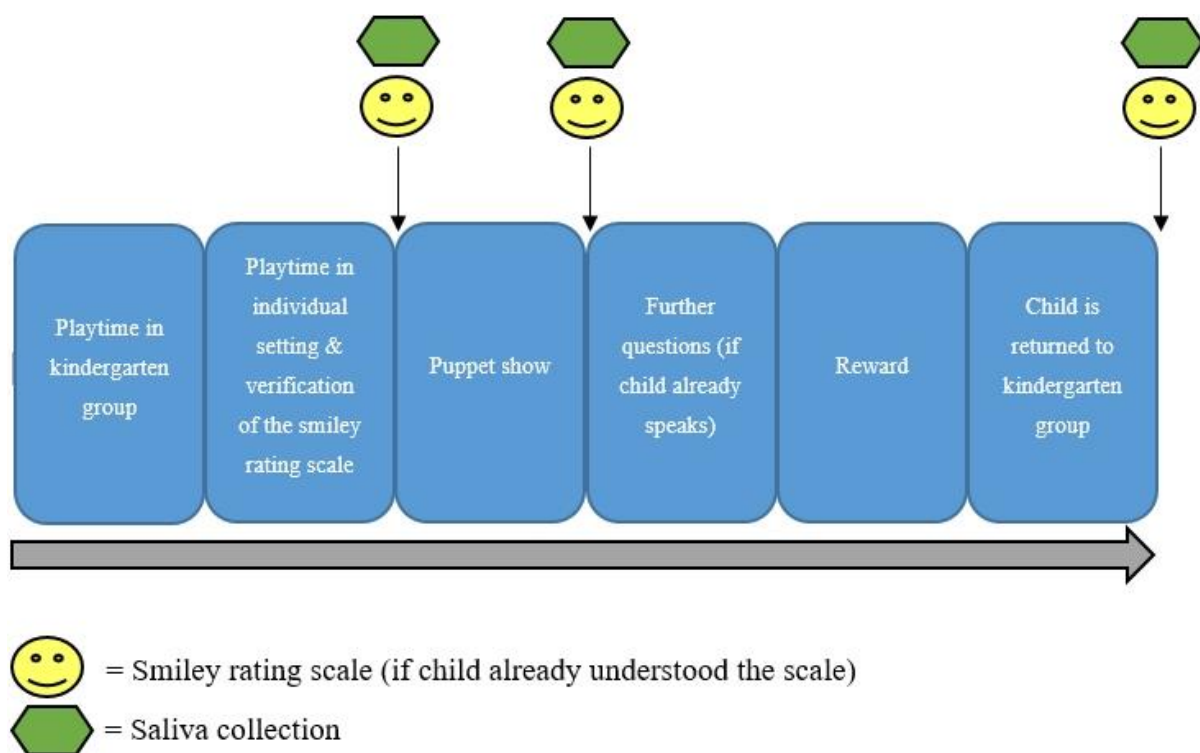 Playtime in
kindergarten
group
Playtime in
individual
setting &
verification
of the smiley
rating scale
Puppet show
Further
questions (if
child already
speaks)
Reward
Child is
returned to
kindergarten
group
= Smiley rating scale (if child already understood the scale)
= Saliva collection